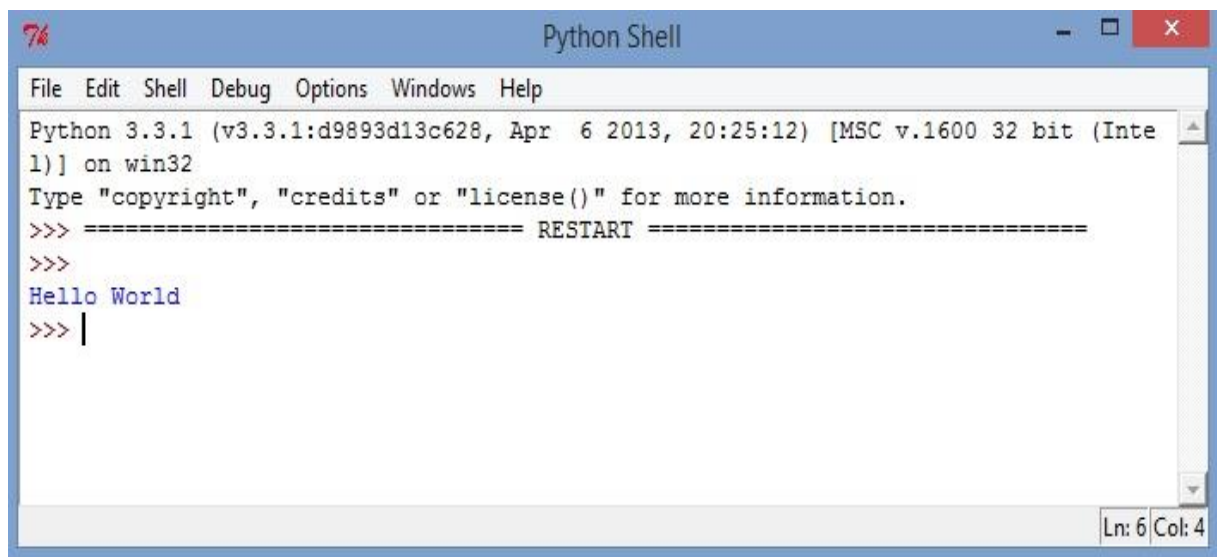 7%
Python Shell
File Edit Shell Debug Options Windows Help
Python 3.3.1 (v3.3.1:d9893d13c628, Apr  6 2013, 20:25:12) [MSC v.1600 32 bit (Inte
l)] on win32
Type "copyright", "credits" or "license()" for more information.
>>> ================================ RESTART ================================
>>>
Hello World
>>>
Ln: 6 Col: 4